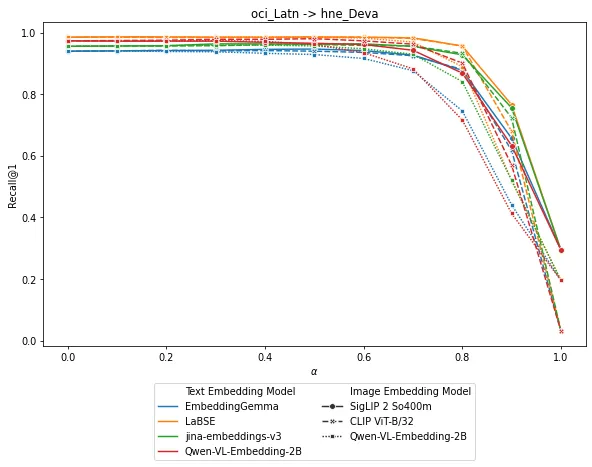 oci_Latn -> hne_Deva
1.0
0.8
0.6
0.4
0.2
0.0
Recall@1
0.0 0.2 0.4 0.6 0.8 1.0
α
Text Embedding Model
EmbeddingGemma
LaBSE
jina-embeddings-v3
Qwen-VL-Embedding-2B
Image Embedding Model
SigLIP 2 So400m
CLIP ViT-B/32
Qwen-VL-Embedding-2B